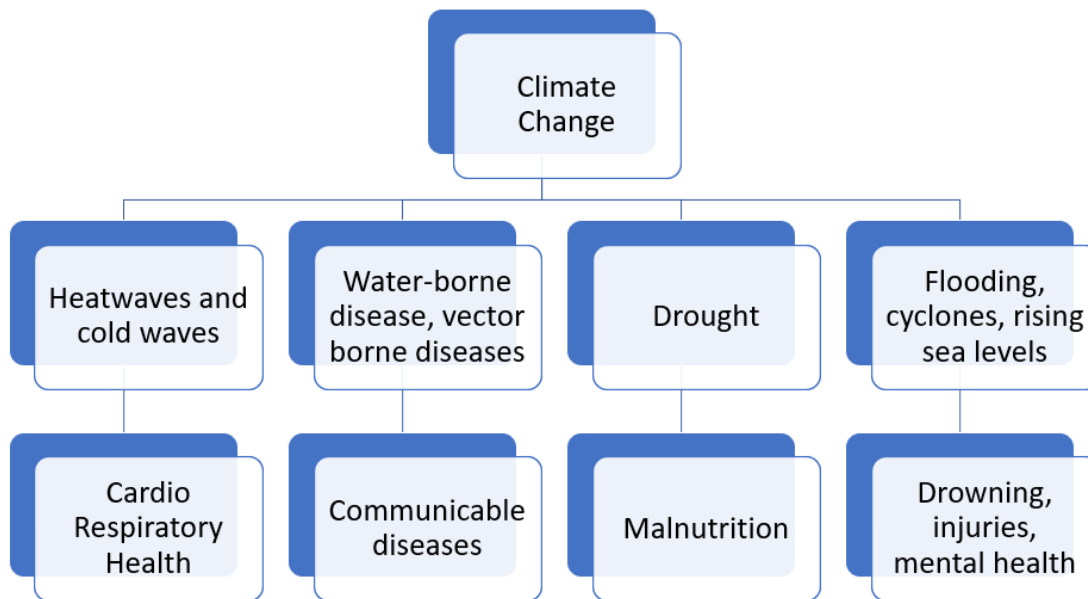 Climate
Change
Heatwaves and
cold waves
Water-borne
disease, vector
borne diseases
Drought
Flooding,
cyclones, rising
sea levels
Cardio
Respiratory
Health
Communicable
diseases
Malnutrition
Drowning,
injuries,
mental health